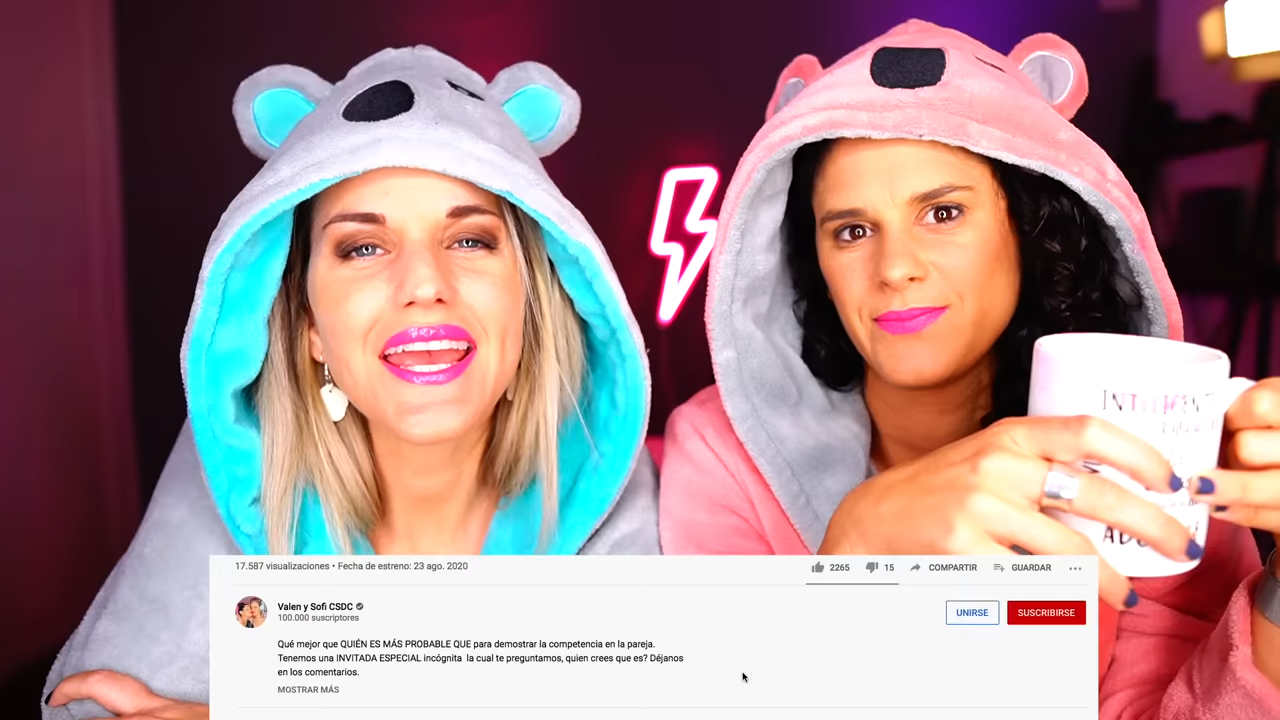 INTELIGENT
17.587 visualizaciones • Fecha de estreno: 23 ago. 2020
2265
15
COMPARTIR
GUARDAR
Valen y Sofi CSDC
100.000 suscriptores
UNIRSE
SUSCRIBIRSE
Qué mejor que QUIÉN ES MÁS PROBABLE QUE para demostrar la competencia en la pareja.
Tenemos una INVITADA ESPECIAL incógnita la cual te preguntamos, quien crees que es? Déjanos
en los comentarios.
MOSTRAR MÁS